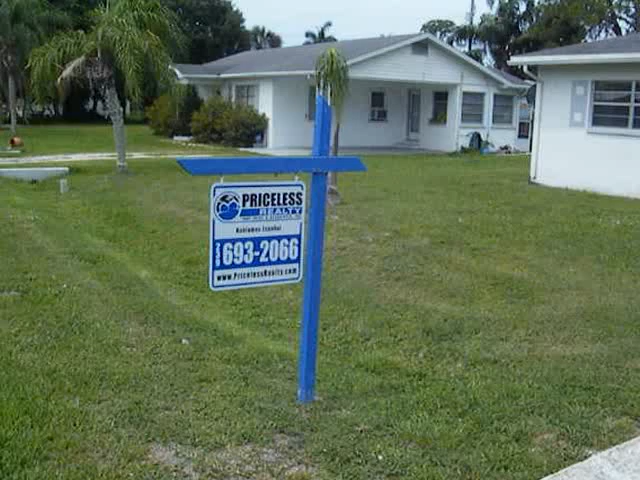 PRICELESS
REALTY
Hablamos Español
693-2066
www.PricelessRealty.com